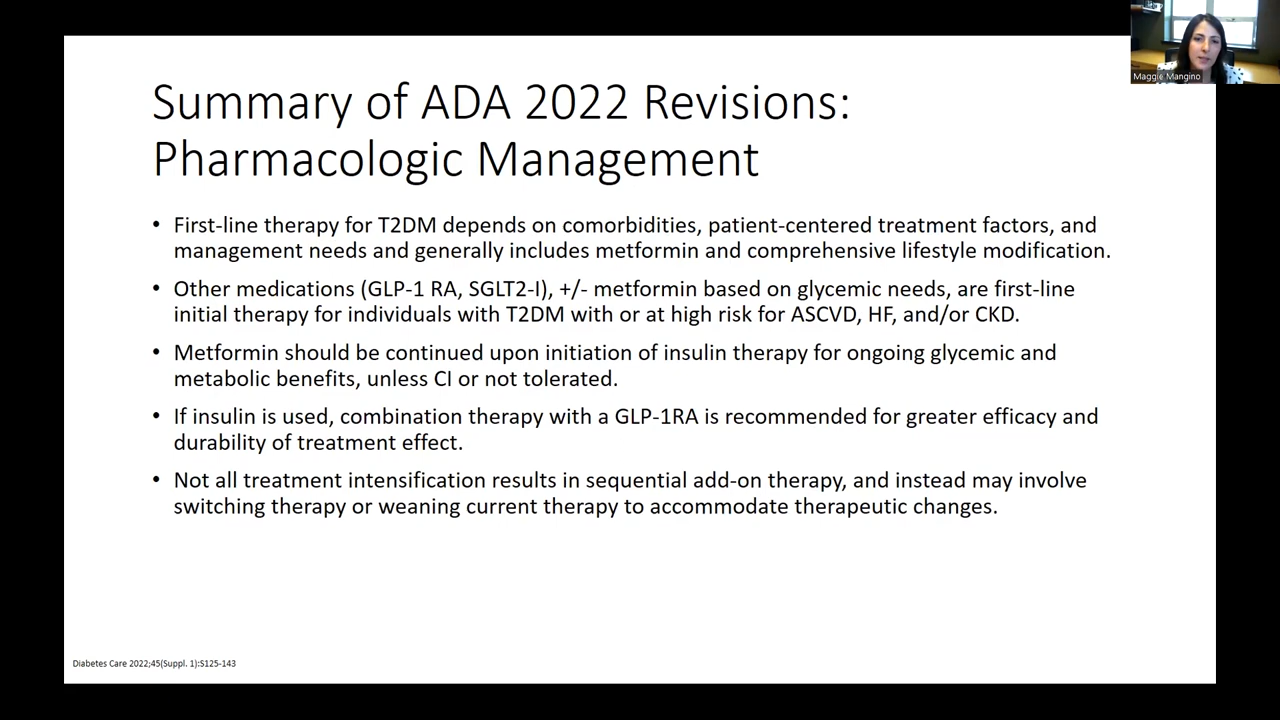 Maggie Mangino
Summary of ADA 2022 Revisions:
Pharmacologic Management
• First-line therapy for T2DM depends on comorbidities, patient-centered treatment factors, and
management needs and generally includes metformin and comprehensive lifestyle modification.
• Other medications (GLP-1 RA, SGLT2-I), +/- metformin based on glycemic needs, are first-line
initial therapy for individuals with T2DM with or at high risk for ASCVD, HF, and/or CKD.
• Metformin should be continued upon initiation of insulin therapy for ongoing glycemic and
metabolic benefits, unless CI or not tolerated.
• If insulin is used, combination therapy with a GLP-1RA is recommended for greater efficacy and
durability of treatment effect.
• Not all treatment intensification results in sequential add-on therapy, and instead may involve
switching therapy or weaning current therapy to accommodate therapeutic changes.
Diabetes Care 2022;45(Suppl. 1):S125-143